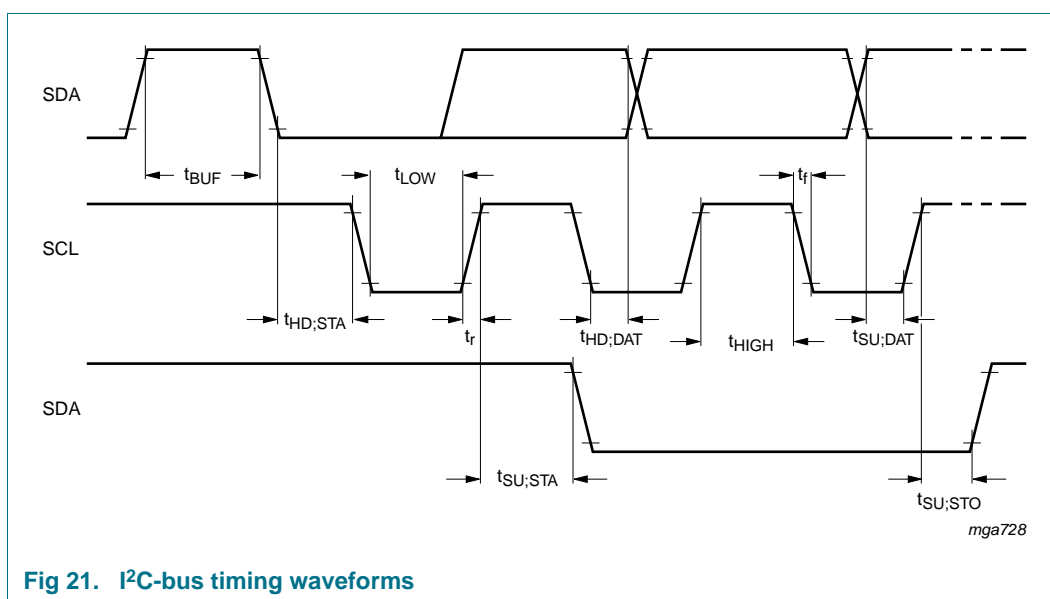 SDA
tBUF
tLOW
tf
SCL
tHD;STA
tr
tHD;DAT
tHIGH
tSU;DAT
SDA
tSU;STA
tSU;STO
mga728
Fig 21. I²C-bus timing waveforms